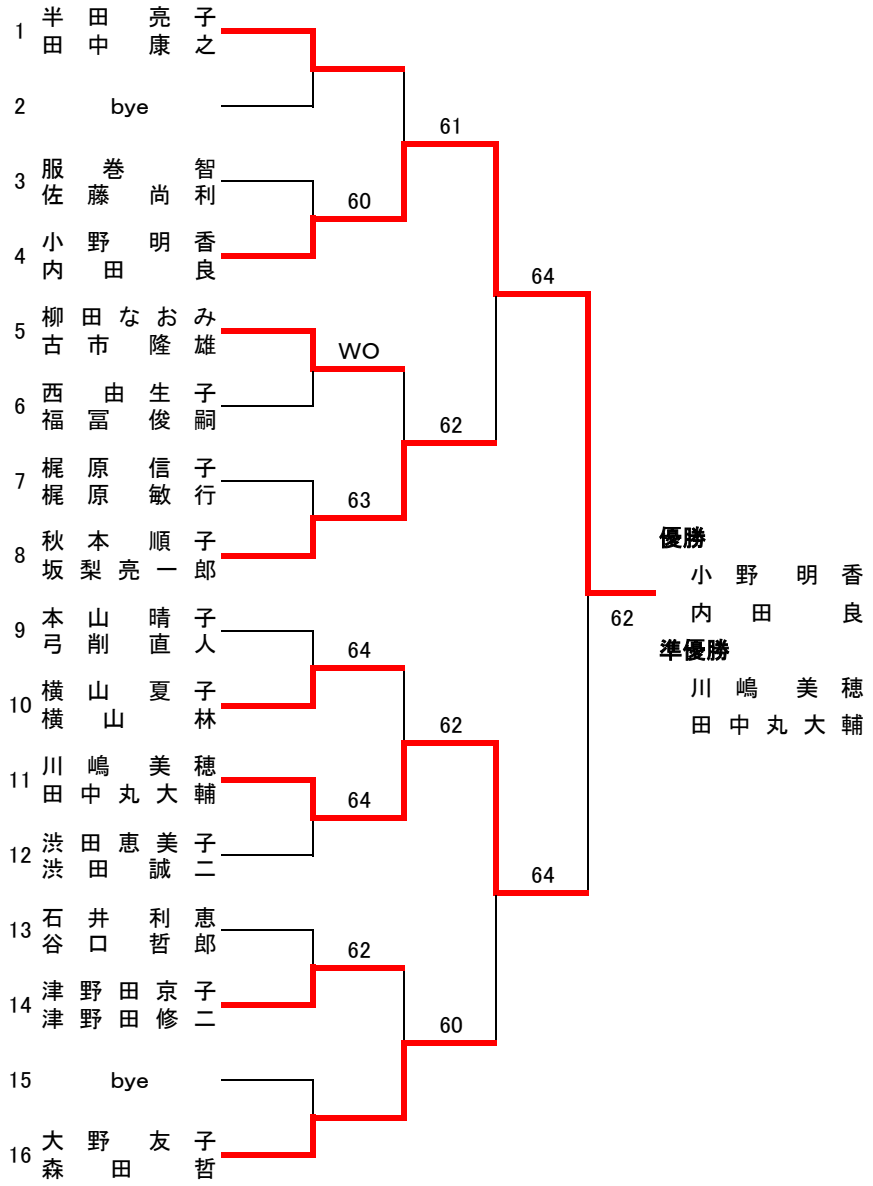 1 半田 亮子
田中 康之
2 bye
3 服巻 智
佐藤 尚利
60
4 小野 明香
内田 良
61
5 柳田なおみ
古市 隆雄
WO
6 西 由生子
福冨 俊嗣
62
7 梶原 信子
梶原 敏行
63
8 秋本 順子
坂梨亮一郎
64
9 本山 晴子
弓削 直人
64
10 横山 夏子
横山 林
62
11 川嶋 美穂
田中丸大輔
64
12 渋田恵美子
渋田 誠二
64
13 石井 利恵
谷口 哲郎
62
14 津野田京子
津野田修二
60
15 bye
16 大野 友子
森田 哲
62
優勝
小野 明香
内田 良
準優勝
川嶋 美穂
田中丸大輔